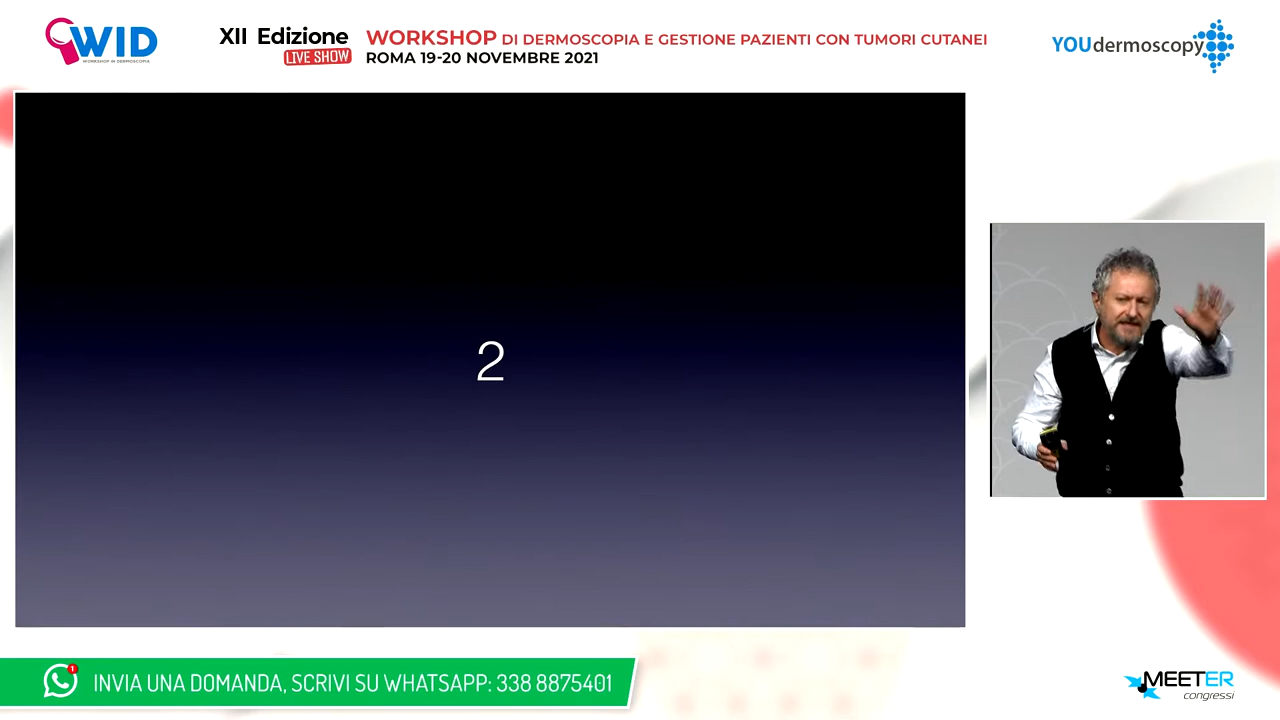 WID
WORKSHOP IN DERMOSCOPIA
XII Edizione
LIVE SHOW
WORKSHOP DI DERMOSCOPIA E GESTIONE PAZIENTI CON TUMORI CUTANEI
ROMA 19-20 NOVEMBRE 2021
YOUdermoscopy
2
1
INVIA UNA DOMANDA, SCRIVI SU WHATSAPP: 338 8875401
MEETER
congressi